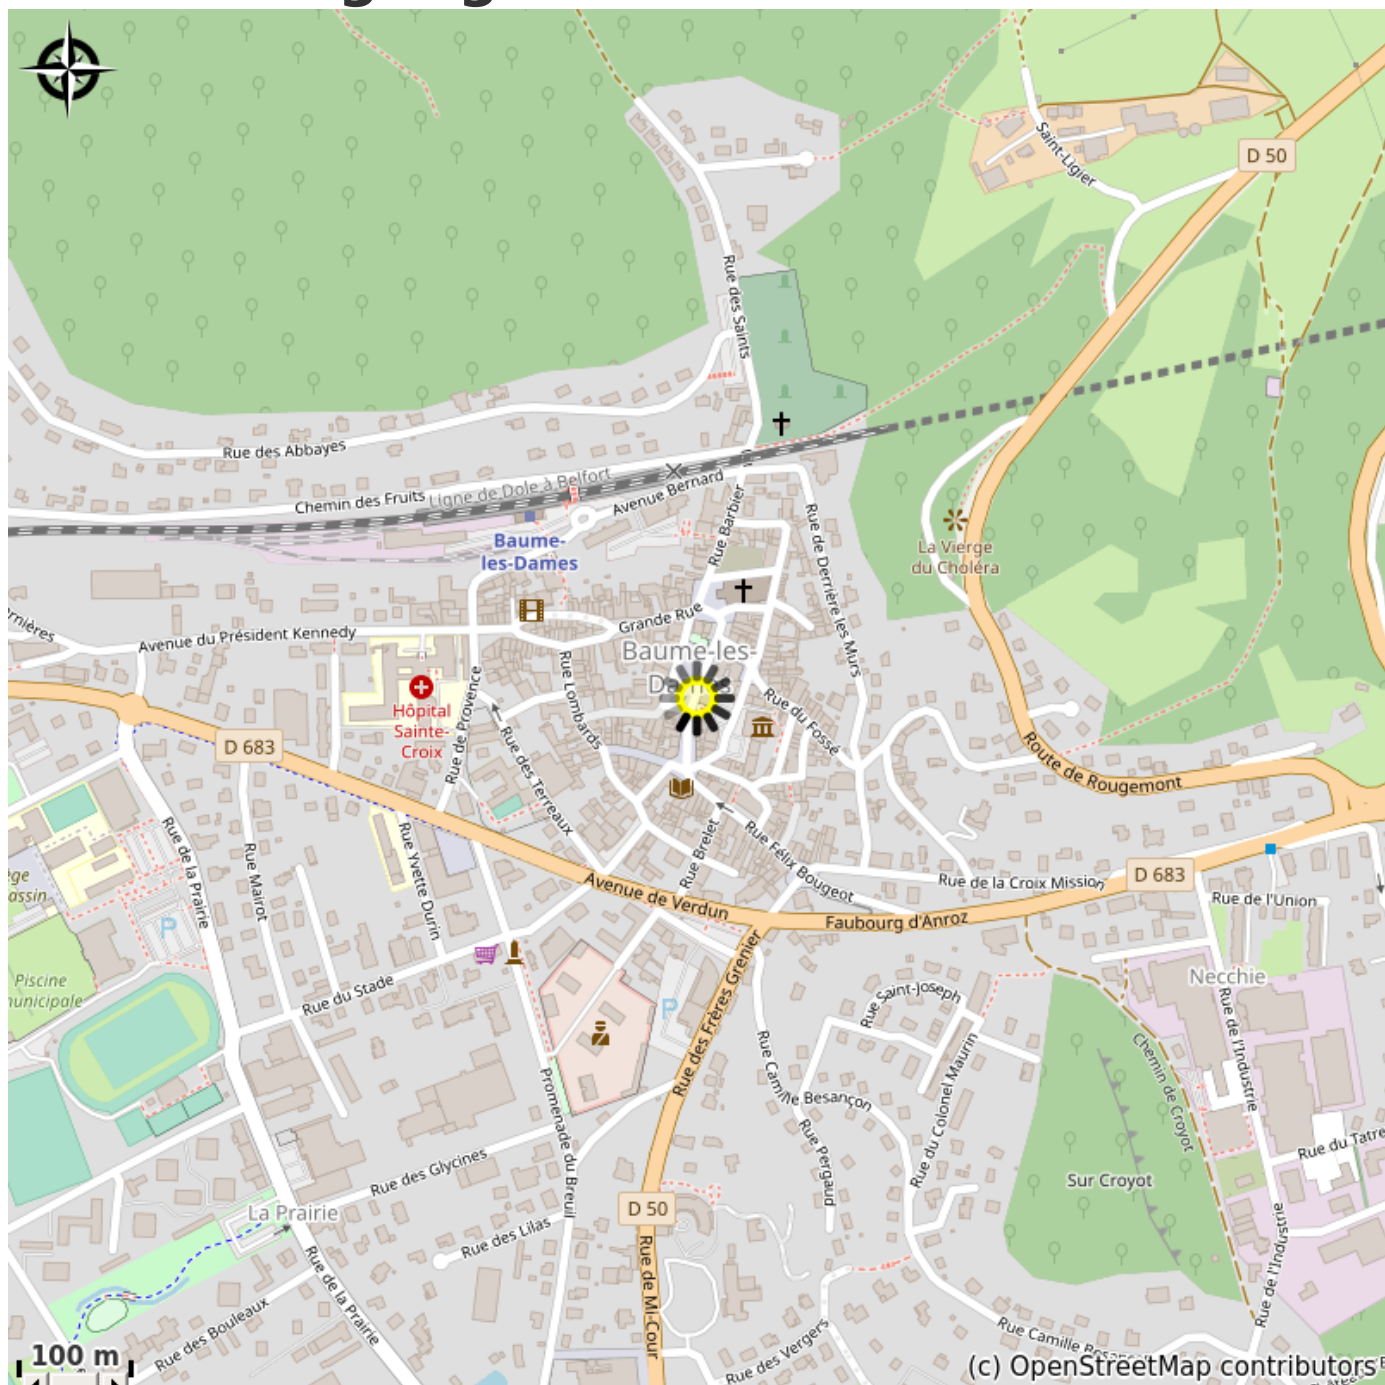 Saint-Ligier
D 50
Rue des Saints
Rue des Abbayes
Chemin des Fruits
Ligne de Dole à Belfort
Avenue Bernard
Rue Barbier
Rue de Derrière les Murs
Baume-
les-Dames
La Vierge
du Choléra
Avenue du Président Kennedy
Grande Rue
Baume-les-
Hôpital
Sainte-
Croix
Rue de Provence
Rue Lombards
Rue du Fossé
D 683
Rue des Terreaux
Route de Rougemont
Rue de la Prairie
Rue Mairot
Rue Yvette Durin
Rue Brelet
Rue Félix Bougeot
Avenue de Verdun
Faubourg d'Anroz
Rue de la Croix Mission
D 683
Rue de l'Union
P
Piscine
Rue du Stade
P
Rue des Frères Grenier
Rue Saint-joseph
Necchie
Rue de l'Industrie
Rue Camille Besançon
Rue du Colonel Maurin
Chemin de Croyot
Promenade du Breuil
Rue Pergaud
Rue du Tatre
Sur Croyot
Rue des Glycines
La Prairie
D 50
Rue des Lilas
Rue de la Prairie
Rue de Mi-Cour
Rue de l'Industrie
Rue des Bouleaux
Rue des Vergers
Rue Camille
100 m
(c) OpenStreetMap contributors